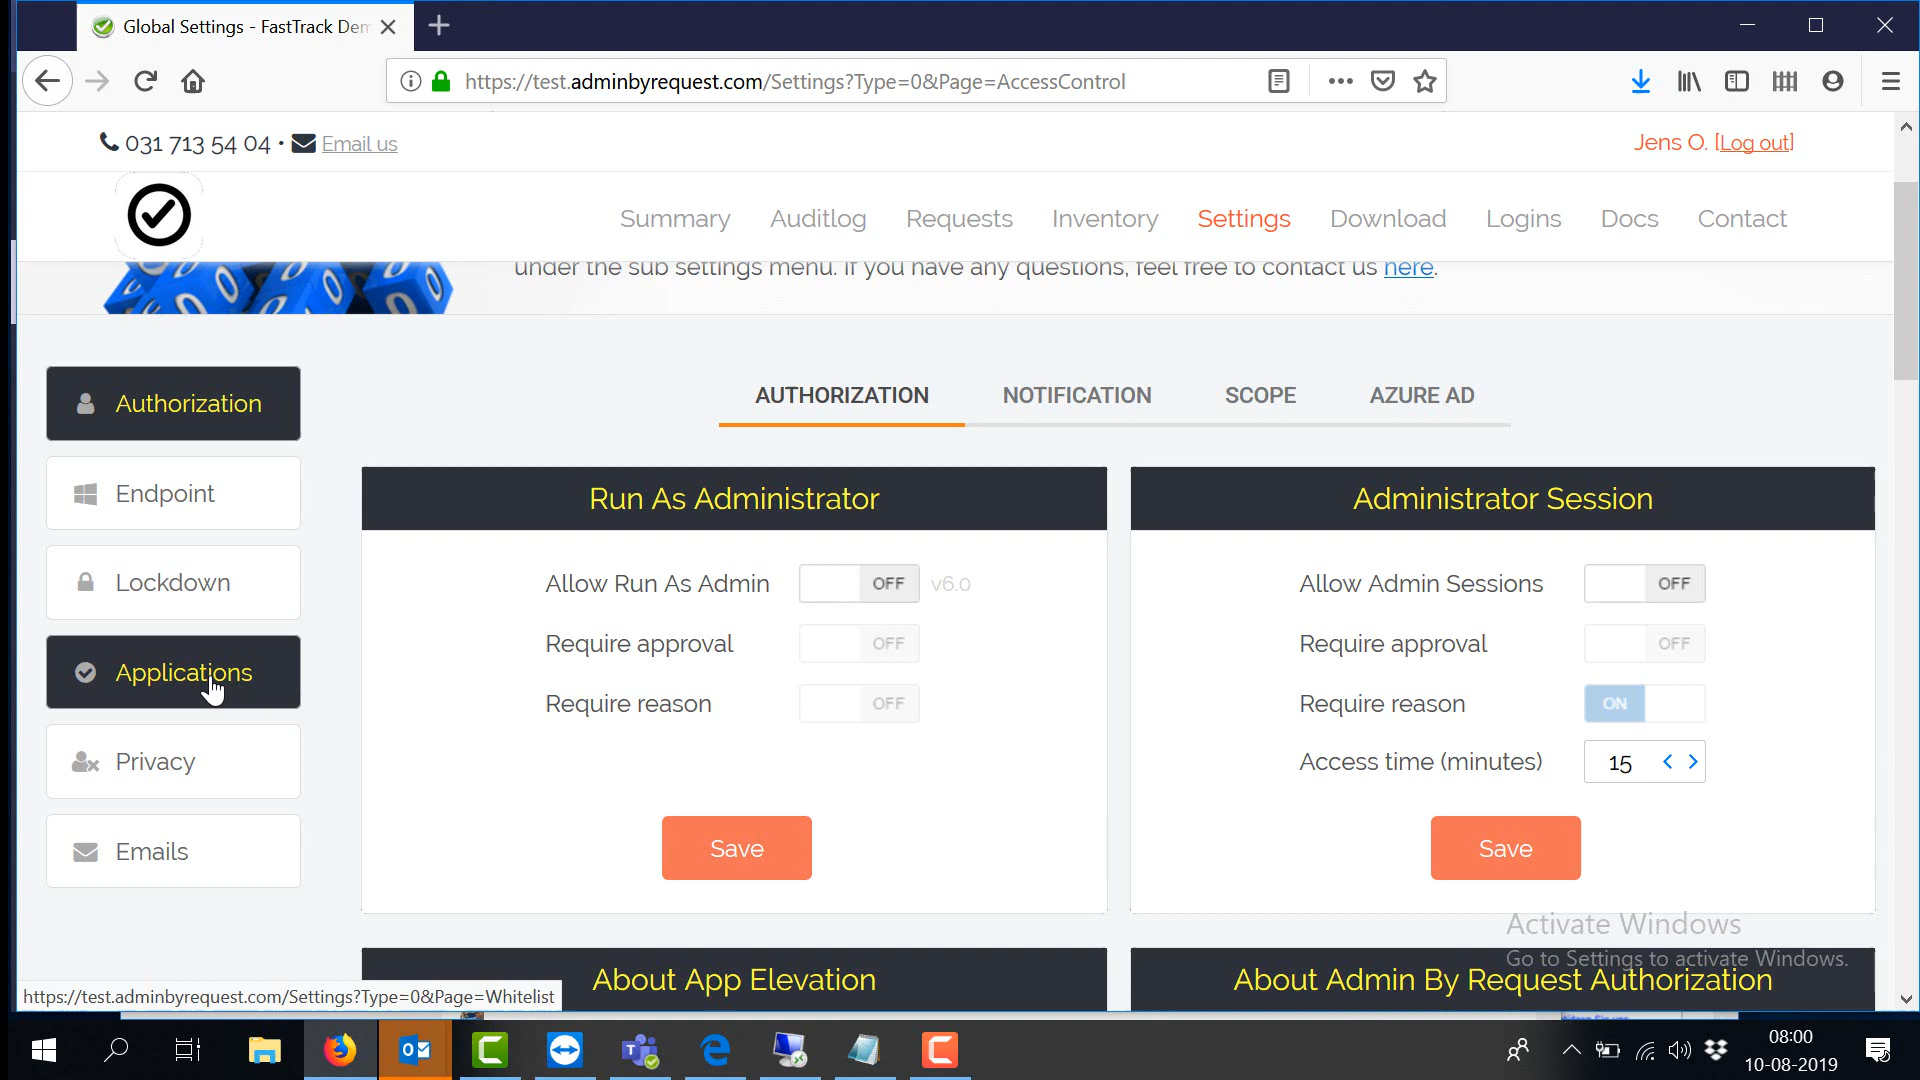 Global Settings - FastTrack Dem
https://test.adminbyrequest.com/Settings?Type=0&Page=AccessControl
031 713 54 04 • Email us
Jens O. [Log out]
Summary Auditlog Requests Inventory Settings Download Logins Docs Contact
under the sub settings menu. If you have any questions, feel free to contact us here.
Authorization
Endpoint
Lockdown
Applications
Privacy
Emails
AUTHORIZATION NOTIFICATION SCOPE AZURE AD
Run As Administrator
Allow Run As Admin OFF v6.0
Require approval OFF
Require reason OFF
Save
Administrator Session
Allow Admin Sessions OFF
Require approval OFF
Require reason ON
Access time (minutes) 15
Save
About App Elevation
About Admin By Request Authorization
Activate Windows
Go to Settings to activate Windows.
https://test.adminbyrequest.com/Settings?Type=0&Page=Whitelist
08:00
10-08-2019